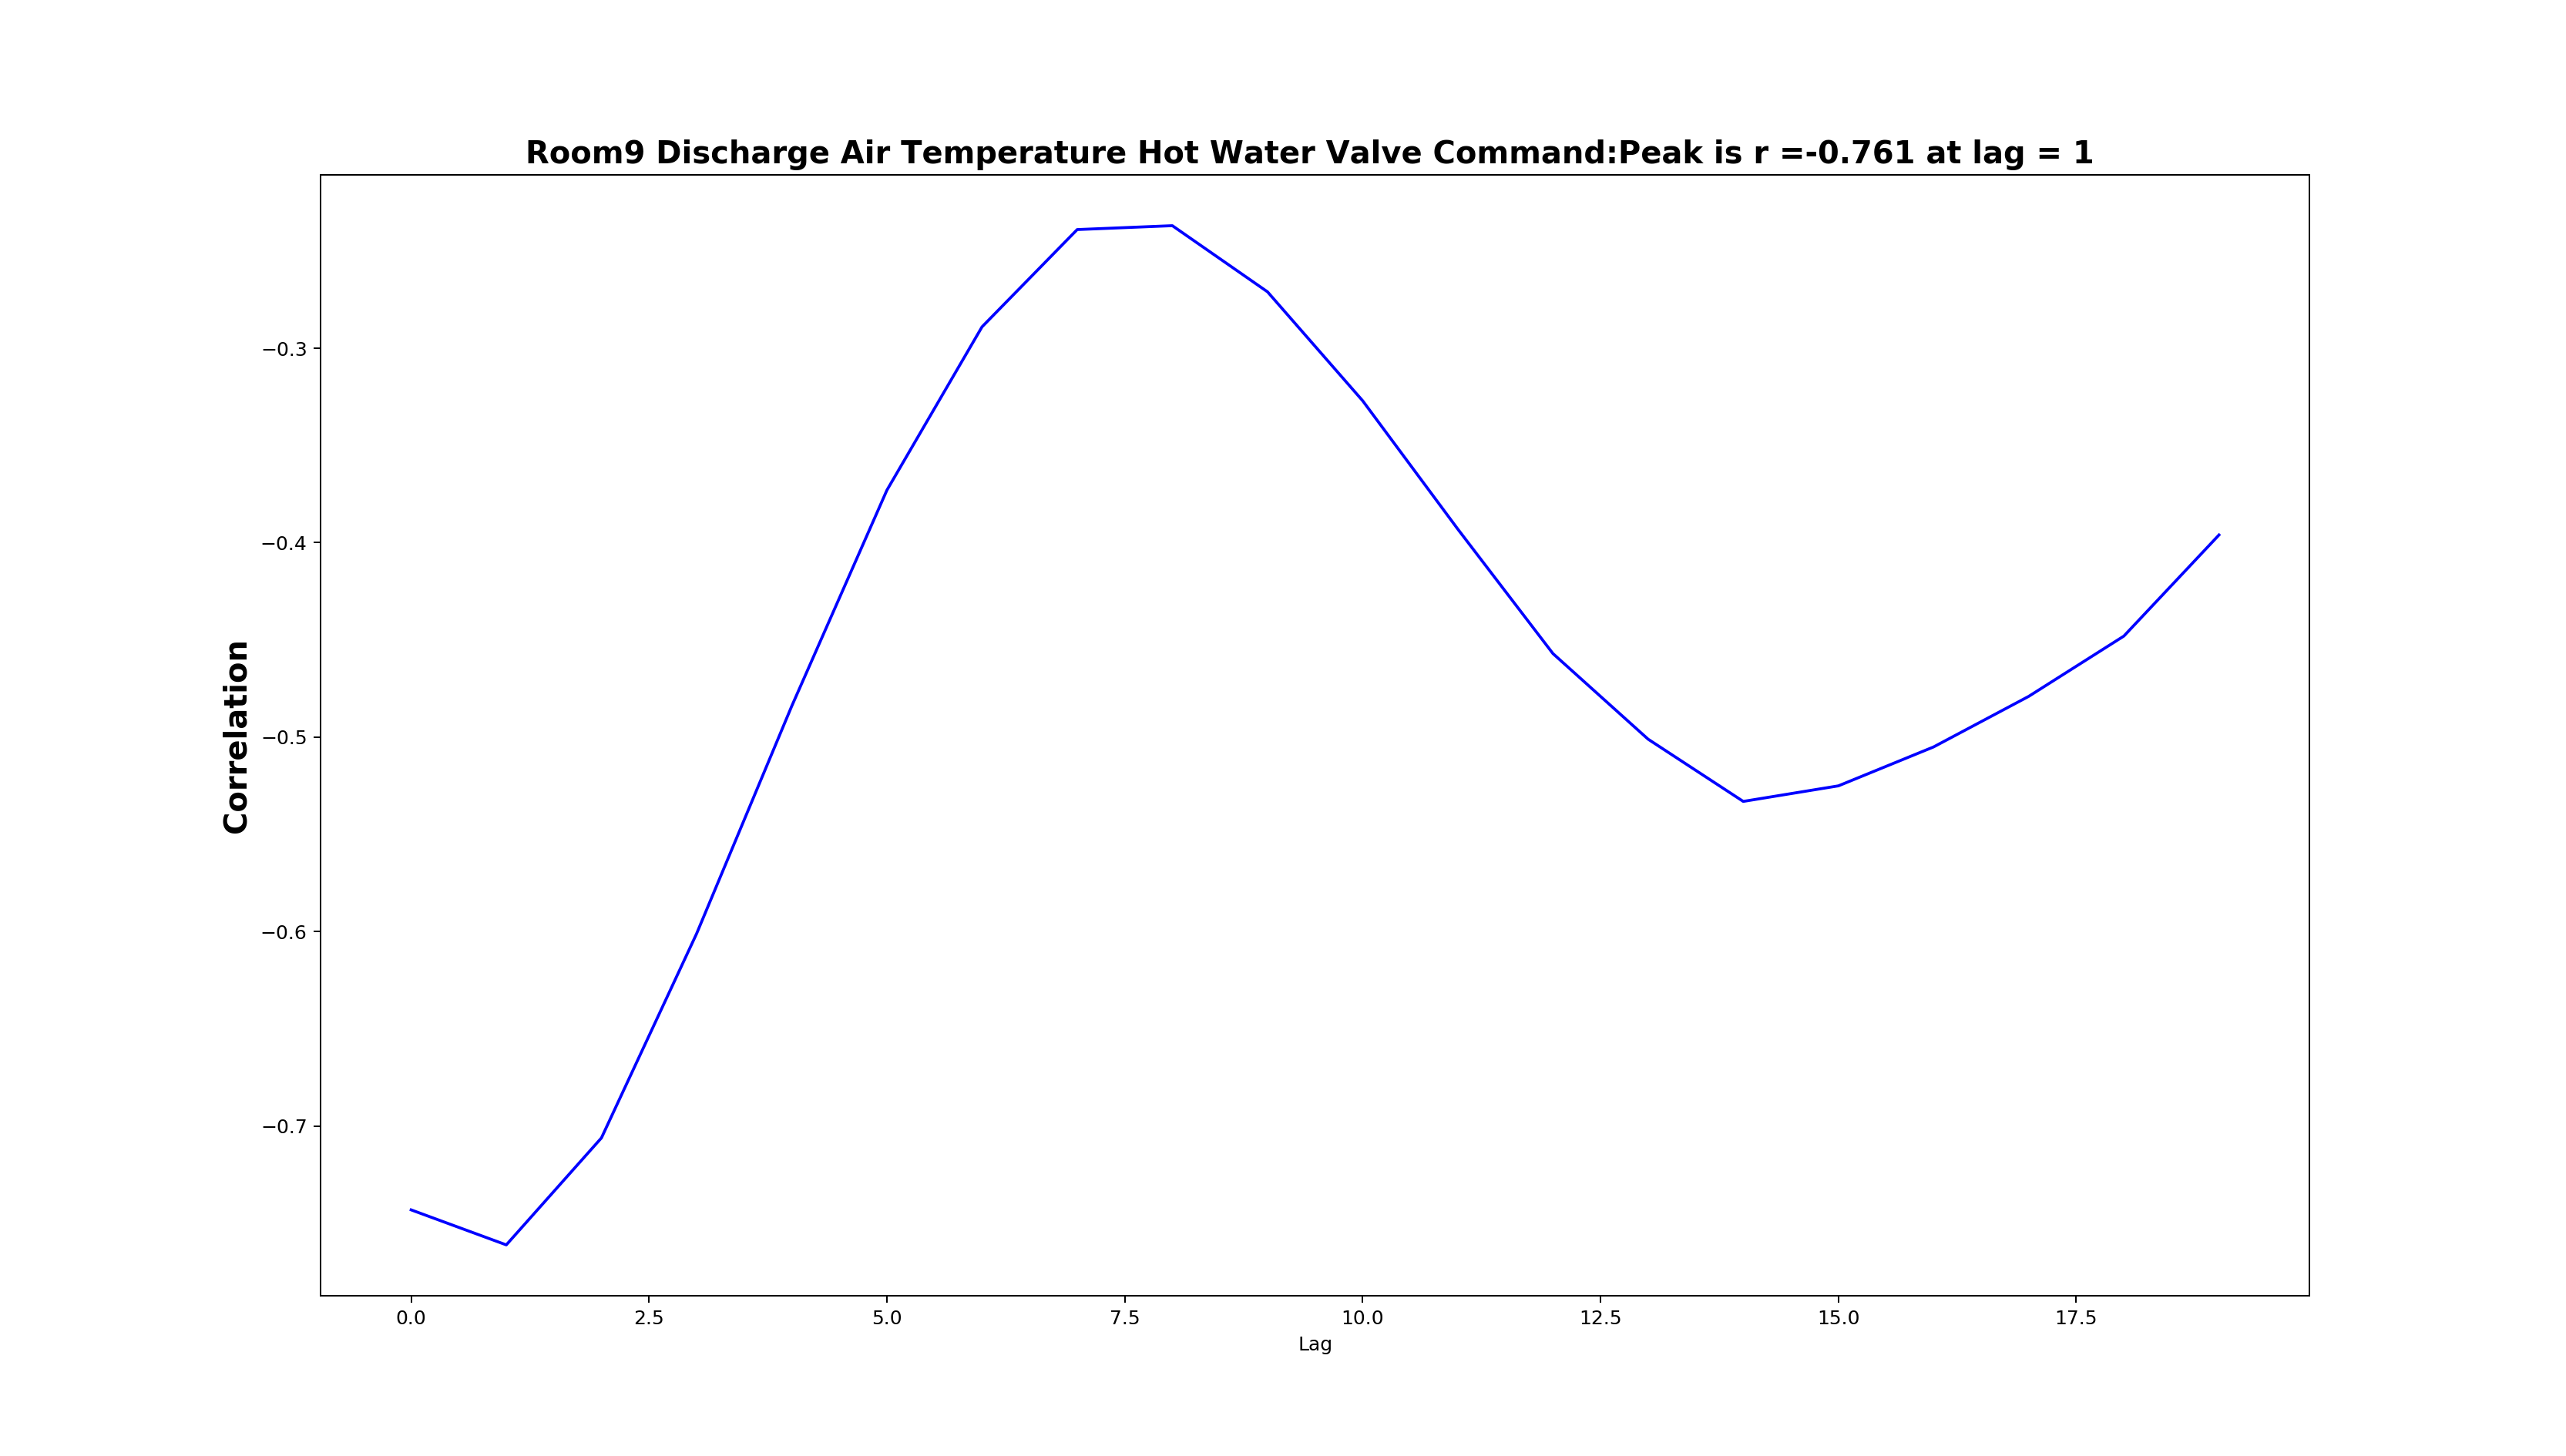 Room9 Discharge Air Temperature Hot Water Valve Command:Peak is r =-0.761 at lag = 1
Correlation
−0.3
−0.4
−0.5
−0.6
−0.7
0.0 2.5 5.0 7.5 10.0 12.5 15.0 17.5
Lag